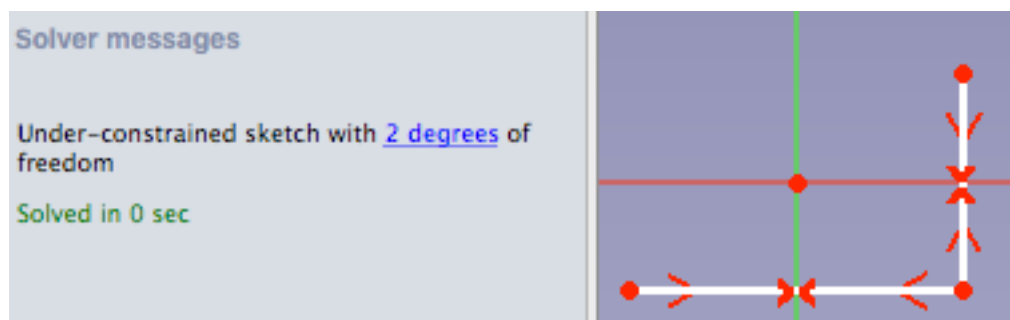 Solver messages
Under-constrained sketch with 2 degrees of
freedom
Solved in 0 sec